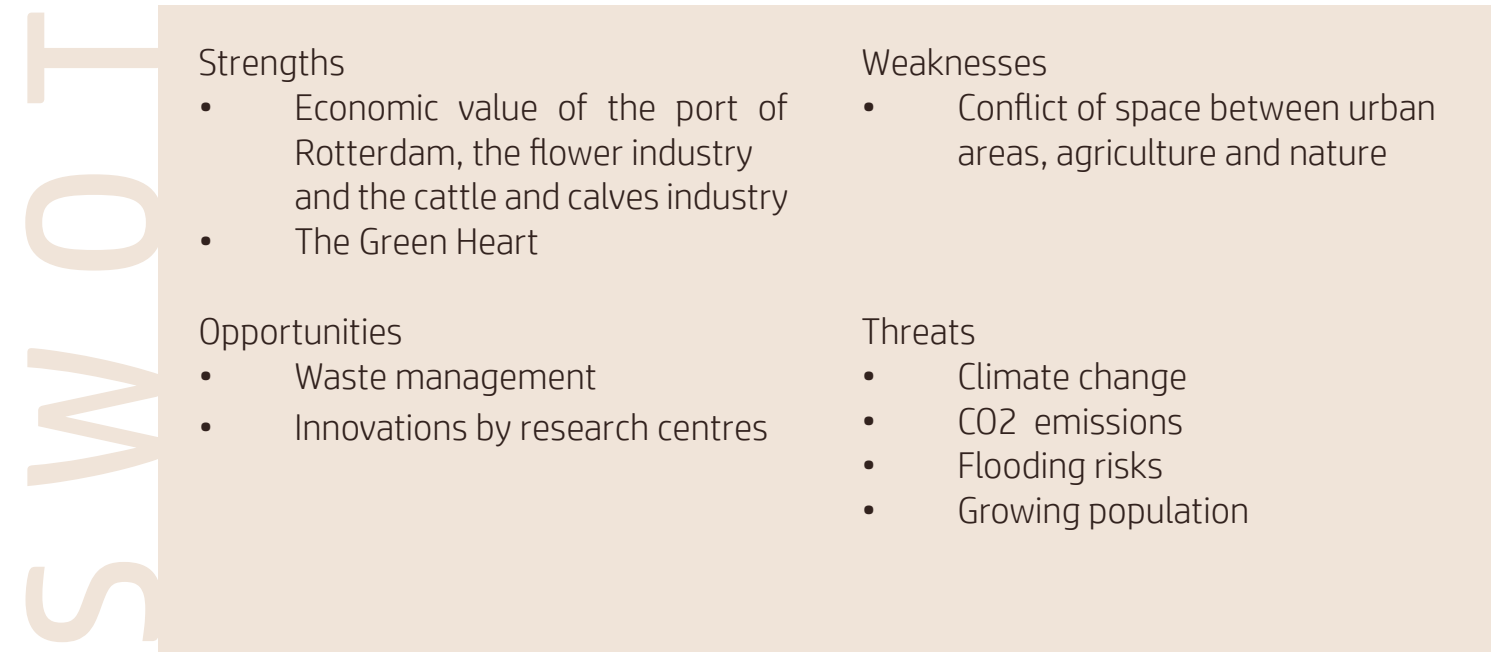 SWOT
Strengths
• Economic value of the port of
Rotterdam, the flower industry
and the cattle and calves industry
• The Green Heart
Weaknesses
• Conflict of space between urban
areas, agriculture and nature
Opportunities
• Waste management
• Innovations by research centres
Threats
• Climate change
• CO2 emissions
• Flooding risks
• Growing population